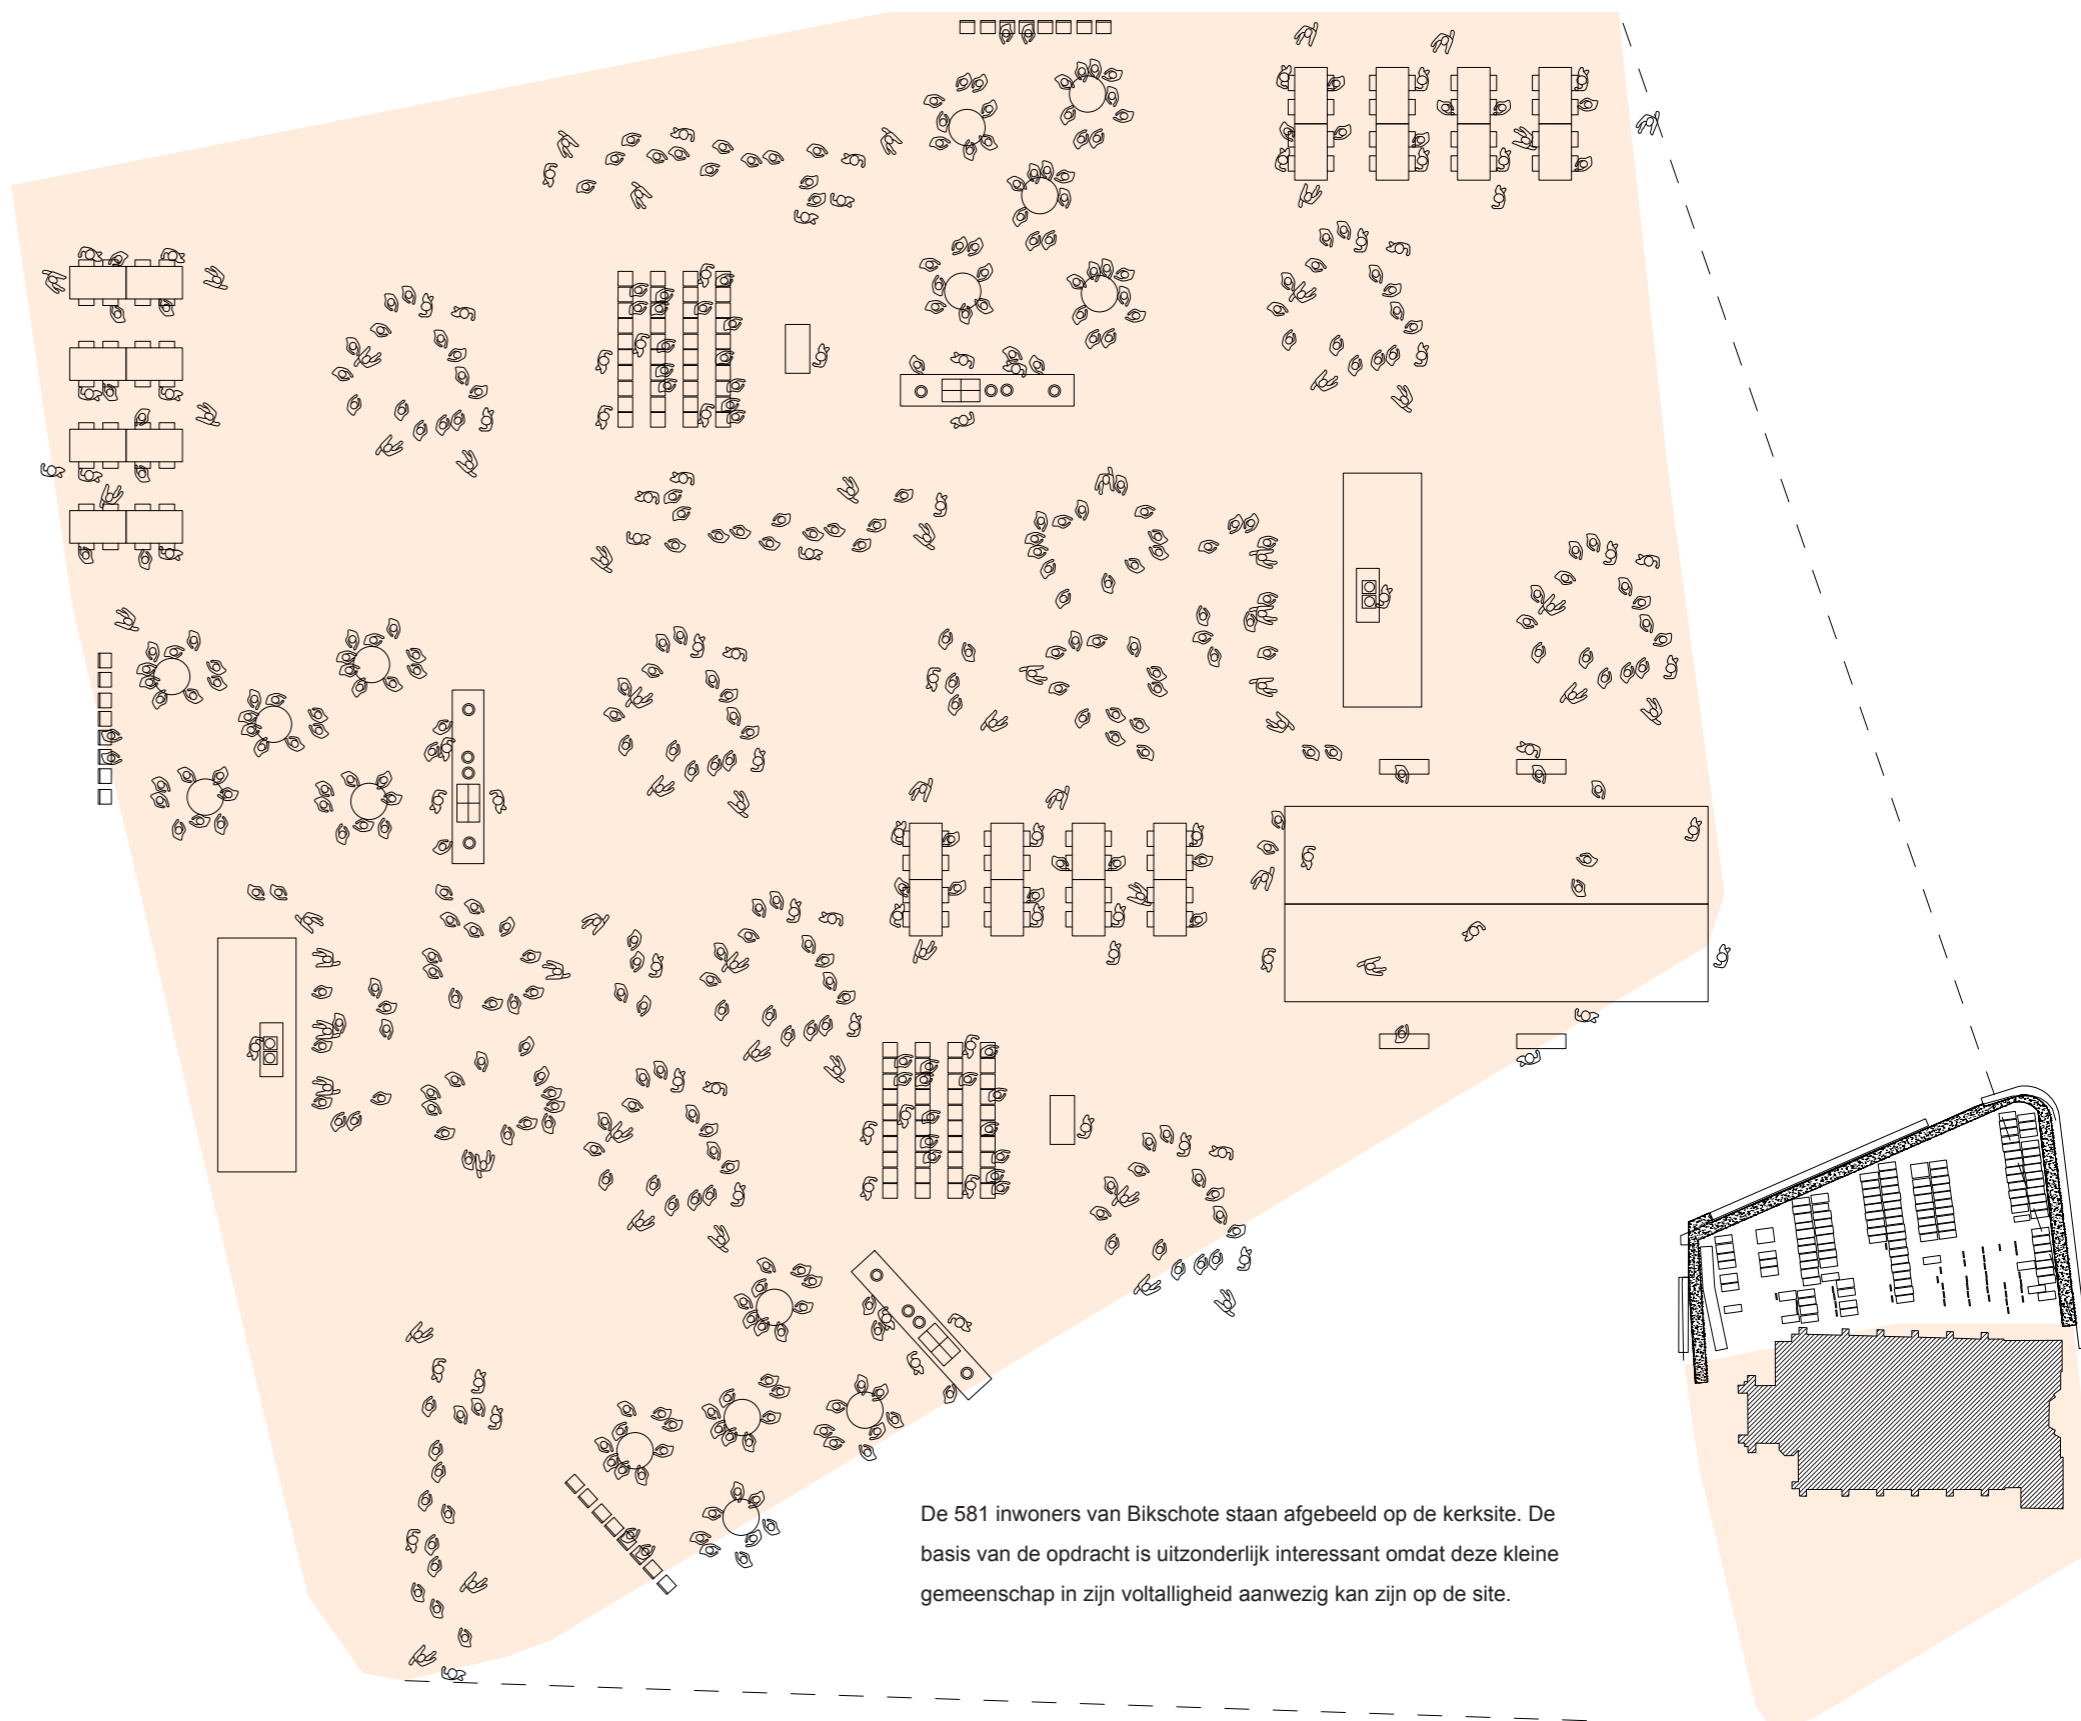 De 581 inwoners van Bikschote staan afgebeeld op de kerksite. De
basis van de opdracht is uitzonderlijk interessant omdat deze kleine
gemeenschap in zijn voltalligheid aanwezig kan zijn op de site.